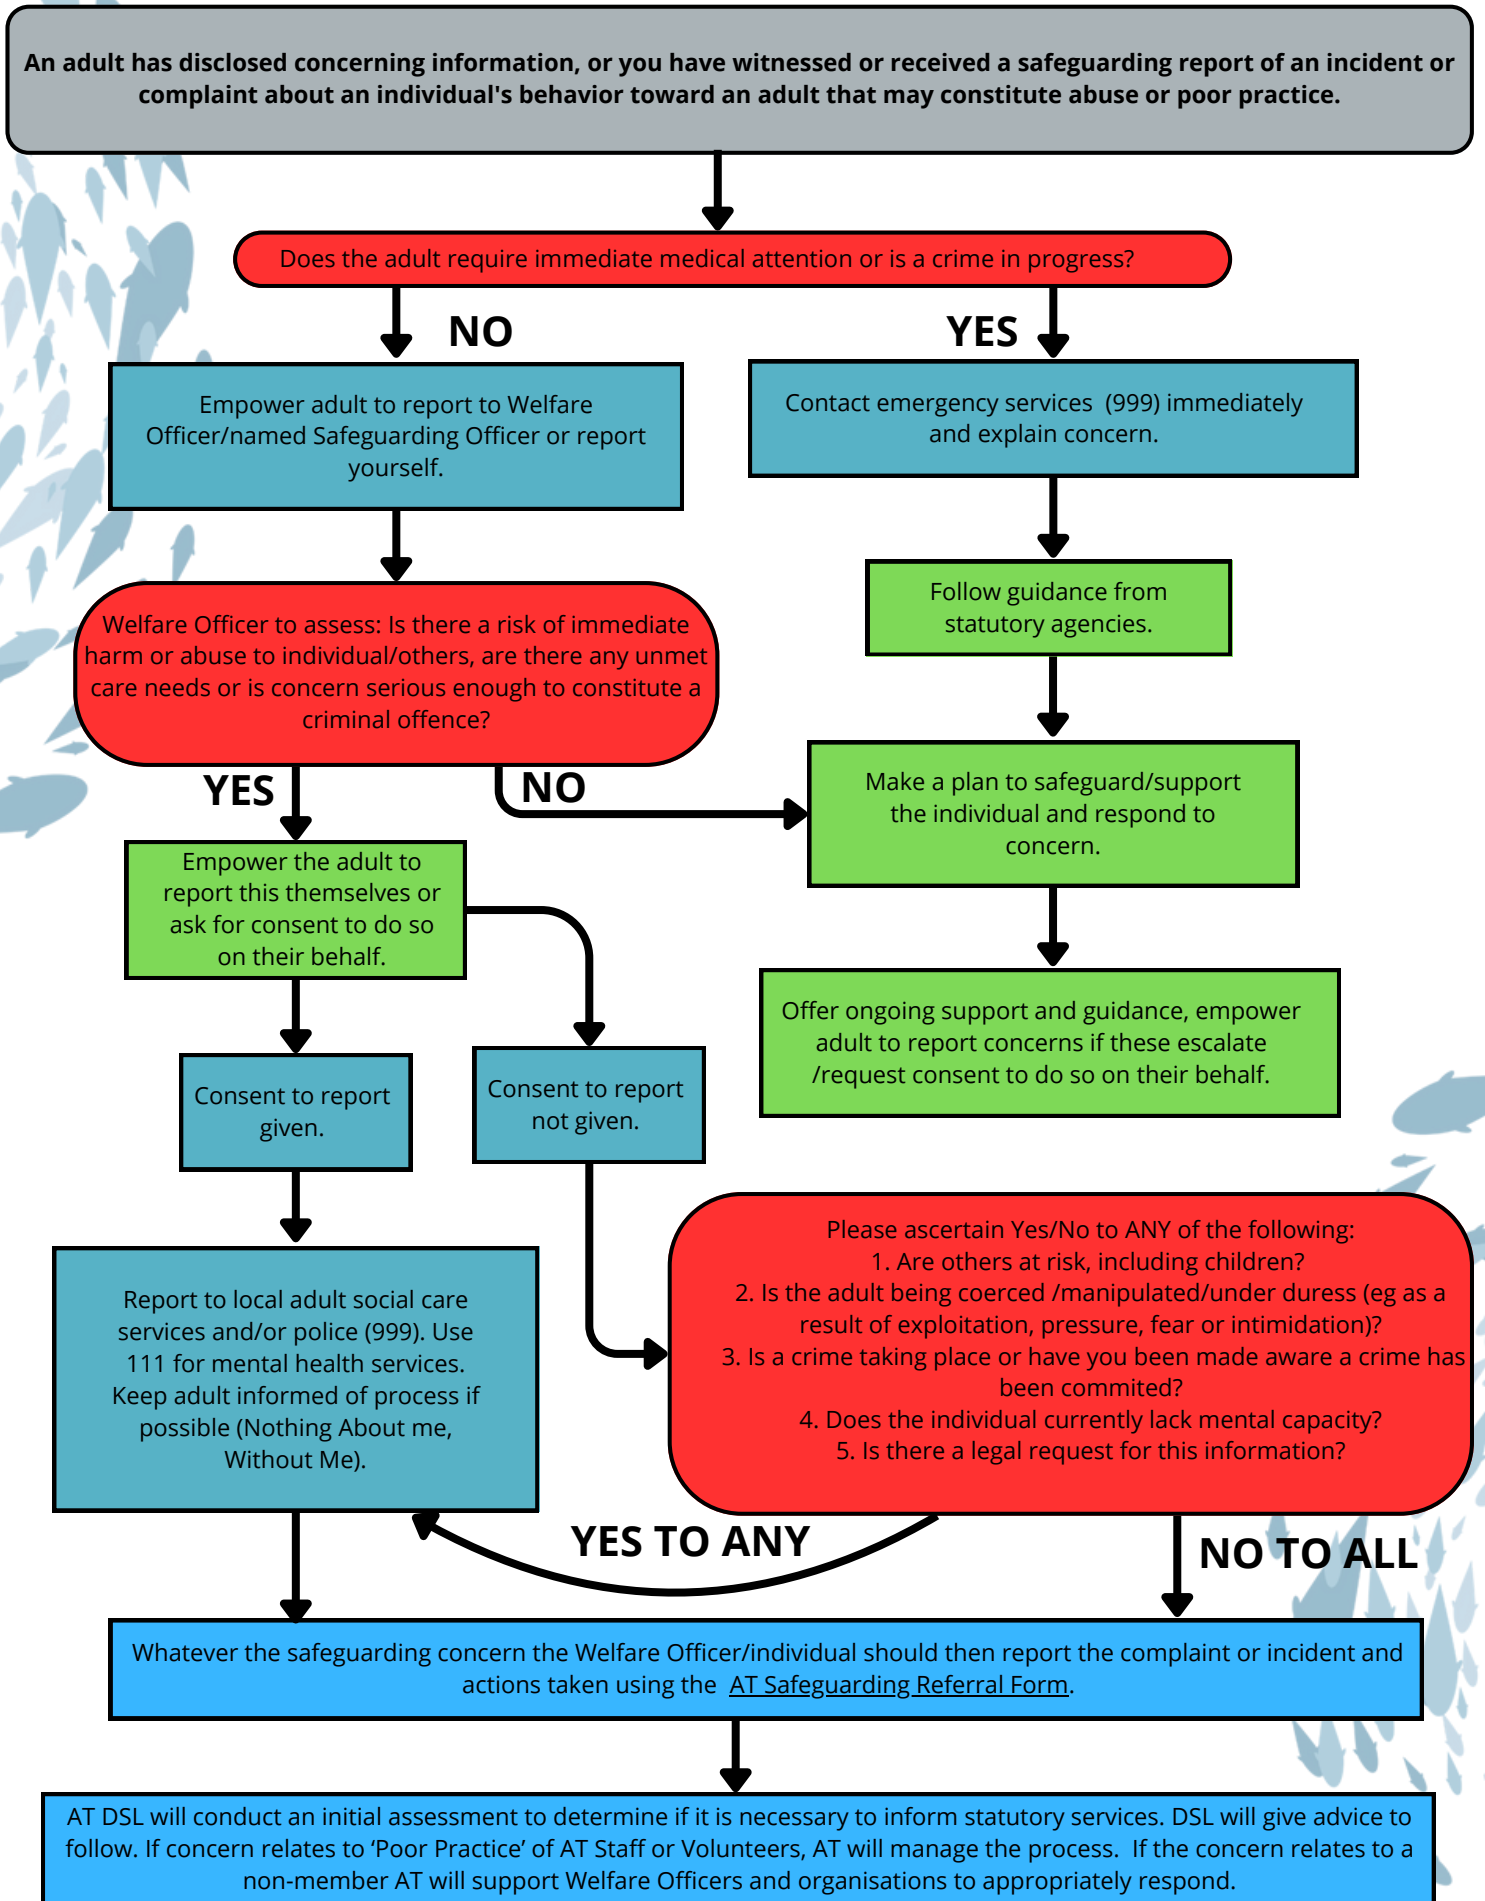 An adult has disclosed concerning information, or you have witnessed or received a safeguarding report of an incident or
complaint about an individual's behavior toward an adult that may constitute abuse or poor practice.
Does the adult require immediate medical attention or is a crime in progress?
NO
YES
Empower adult to report to Welfare
Officer/named Safeguarding Officer or report
yourself.
Contact emergency services (999) immediately
and explain concern.
Follow guidance from
statutory agencies.
Welfare Officer to assess: Is there a risk of immediate
harm or abuse to individual/others, are there any unmet
care needs or is concern serious enough to constitute a
criminal offence?
YES
NO
Make a plan to safeguard/support
the individual and respond to
concern.
Empower the adult to
report this themselves or
ask for consent to do so
on their behalf.
Offer ongoing support and guidance, empower
adult to report concerns if these escalate
/request consent to do so on their behalf.
Consent to report
given.
Consent to report
not given.
Please ascertain Yes/No to ANY of the following:
1. Are others at risk, including children?
2. Is the adult being coerced /manipulated/under duress (eg as a
result of exploitation, pressure, fear or intimidation)?
3. Is a crime taking place or have you been made aware a crime has
been commited?
4. Does the individual currently lack mental capacity?
5. Is there a legal request for this information?
Report to local adult social care
services and/or police (999). Use
111 for mental health services.
Keep adult informed of process if
possible (Nothing About me,
Without Me).
YES TO ANY
NO TO ALL
Whatever the safeguarding concern the Welfare Officer/individual should then report the complaint or incident and
actions taken using the AT Safeguarding Referral Form.
AT DSL will conduct an initial assessment to determine if it is necessary to inform statutory services. DSL will give advice to
follow. If concern relates to ‘Poor Practice’ of AT Staff or Volunteers, AT will manage the process. If the concern relates to a
non-member AT will support Welfare Officers and organisations to appropriately respond.